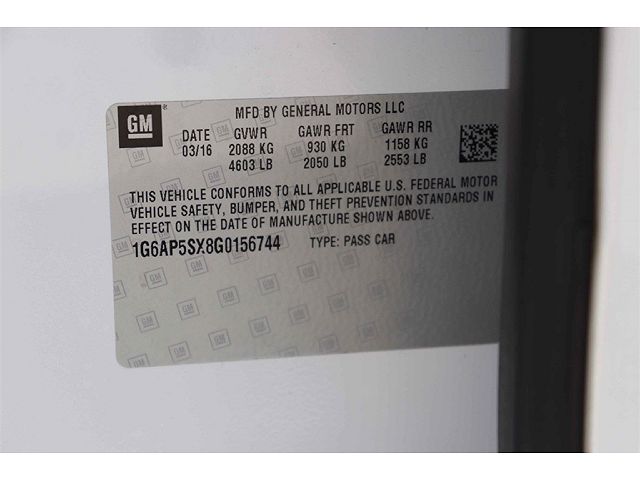 MFD BY GENERAL MOTORS LLC
GM
DATE GVWR GAWR FRT GAWR RR
03/16 2088 KG 930 KG 1158 KG
4603 LB 2050 LB 2553 LB
THIS VEHICLE CONFORMS TO ALL APPLICABLE U.S. FEDERAL MOTOR
VEHICLE SAFETY, BUMPER, AND THEFT PREVENTION STANDARDS IN
EFFECT ON THE DATE OF MANUFACTURE SHOWN ABOVE.
1G6AP5SX8G0156744 TYPE: PASS CAR